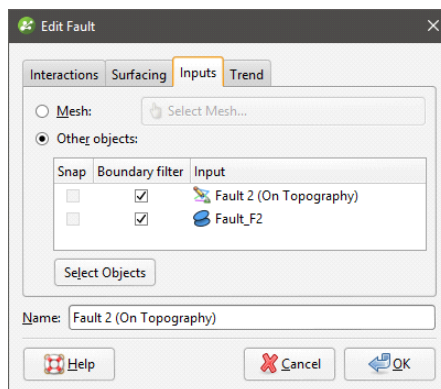 Edit Fault
Interactions Surfacing Inputs Trend
Mesh: Select Mesh...
Other objects:
Snap Boundary filter Input
Fault 2 (On Topography)
Fault_F2
Select Objects
Name: Fault 2 (On Topography)
Help Cancel OK